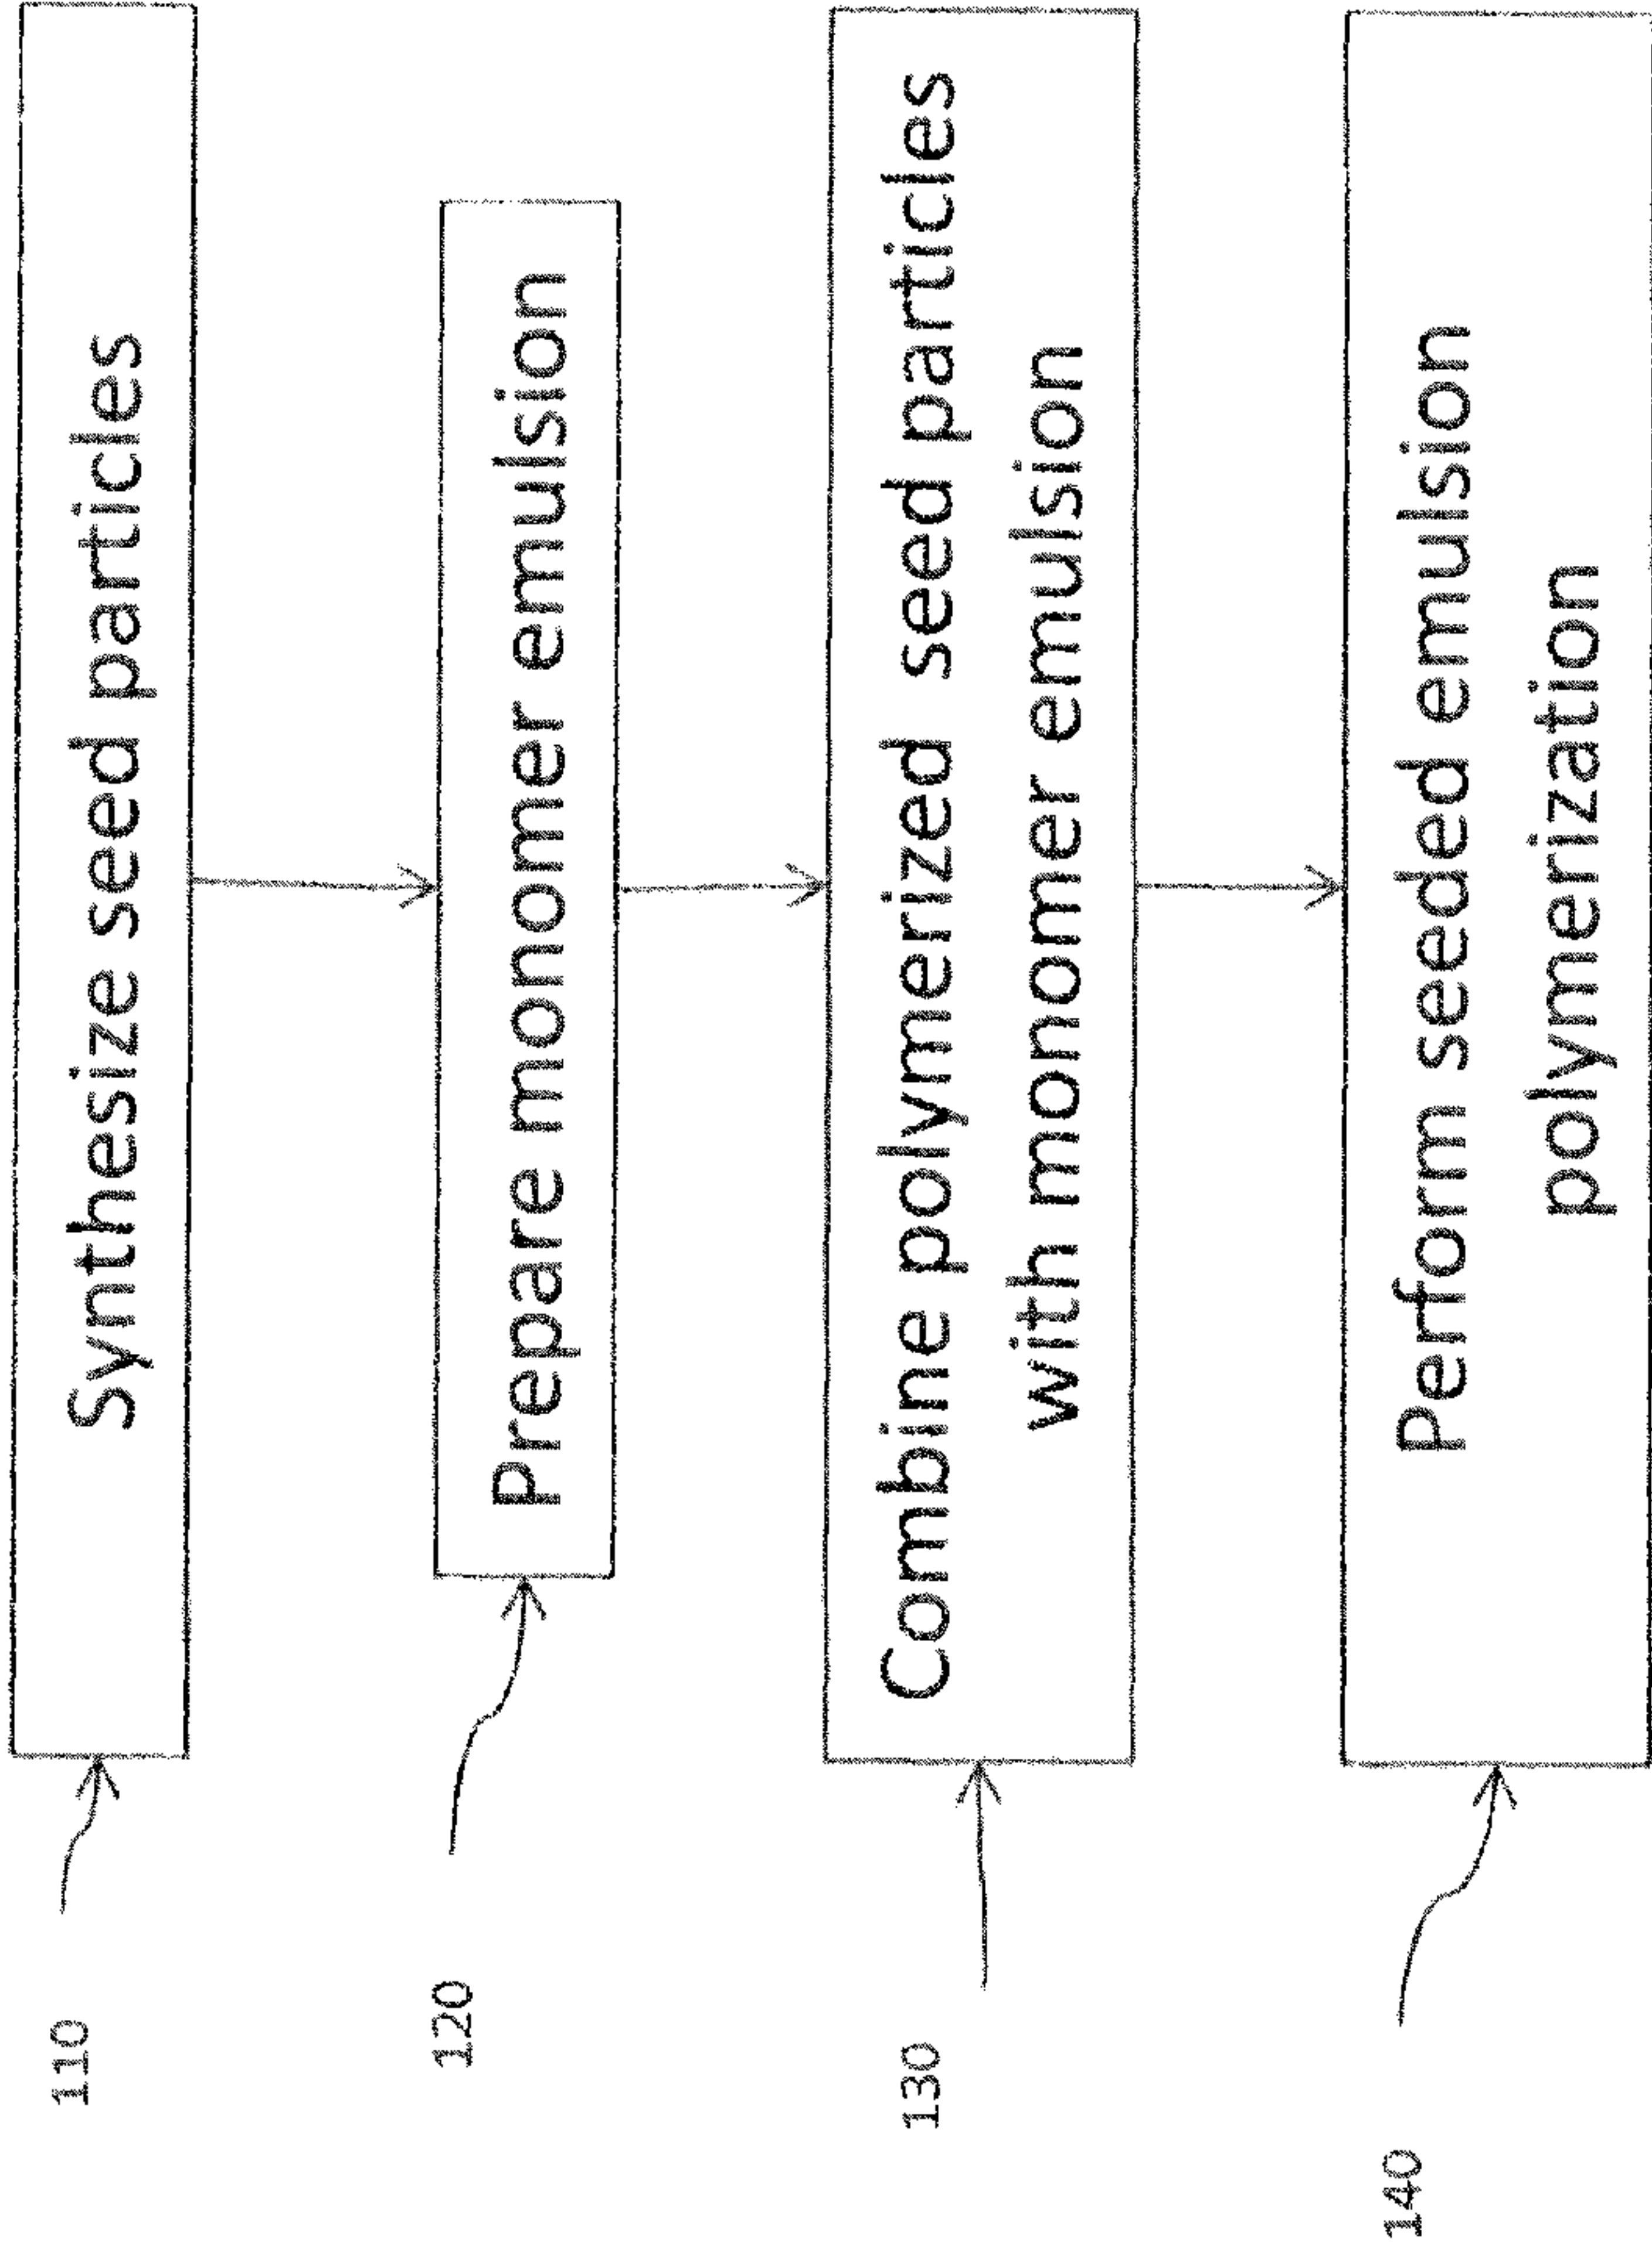 110
Synthesize seed particles
120
Prepare monomer emulsion
130
Combine polymerized seed particles
with monomer emulsion
140
Perform seeded emulsion
polymerization